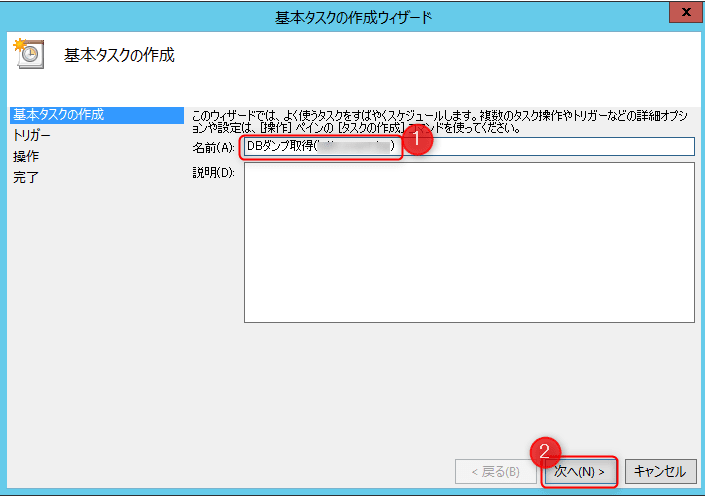 基本タスクの作成ウィザード
x
基本タスクの作成
基本タスクの作成
トリガー
操作
完了
このウィザードでは、よく使うタスクをすばやくスケジュールします。複数のタスク操作やトリガーなどの詳細オプシ
ョンや設定は、[操作] ペインの [タスクの作成] コマンドを使ってください。
1
名前(A):
DBダンプ取得( )
説明(D):
2
< 戻る(B)
次へ(N) >
キャンセル